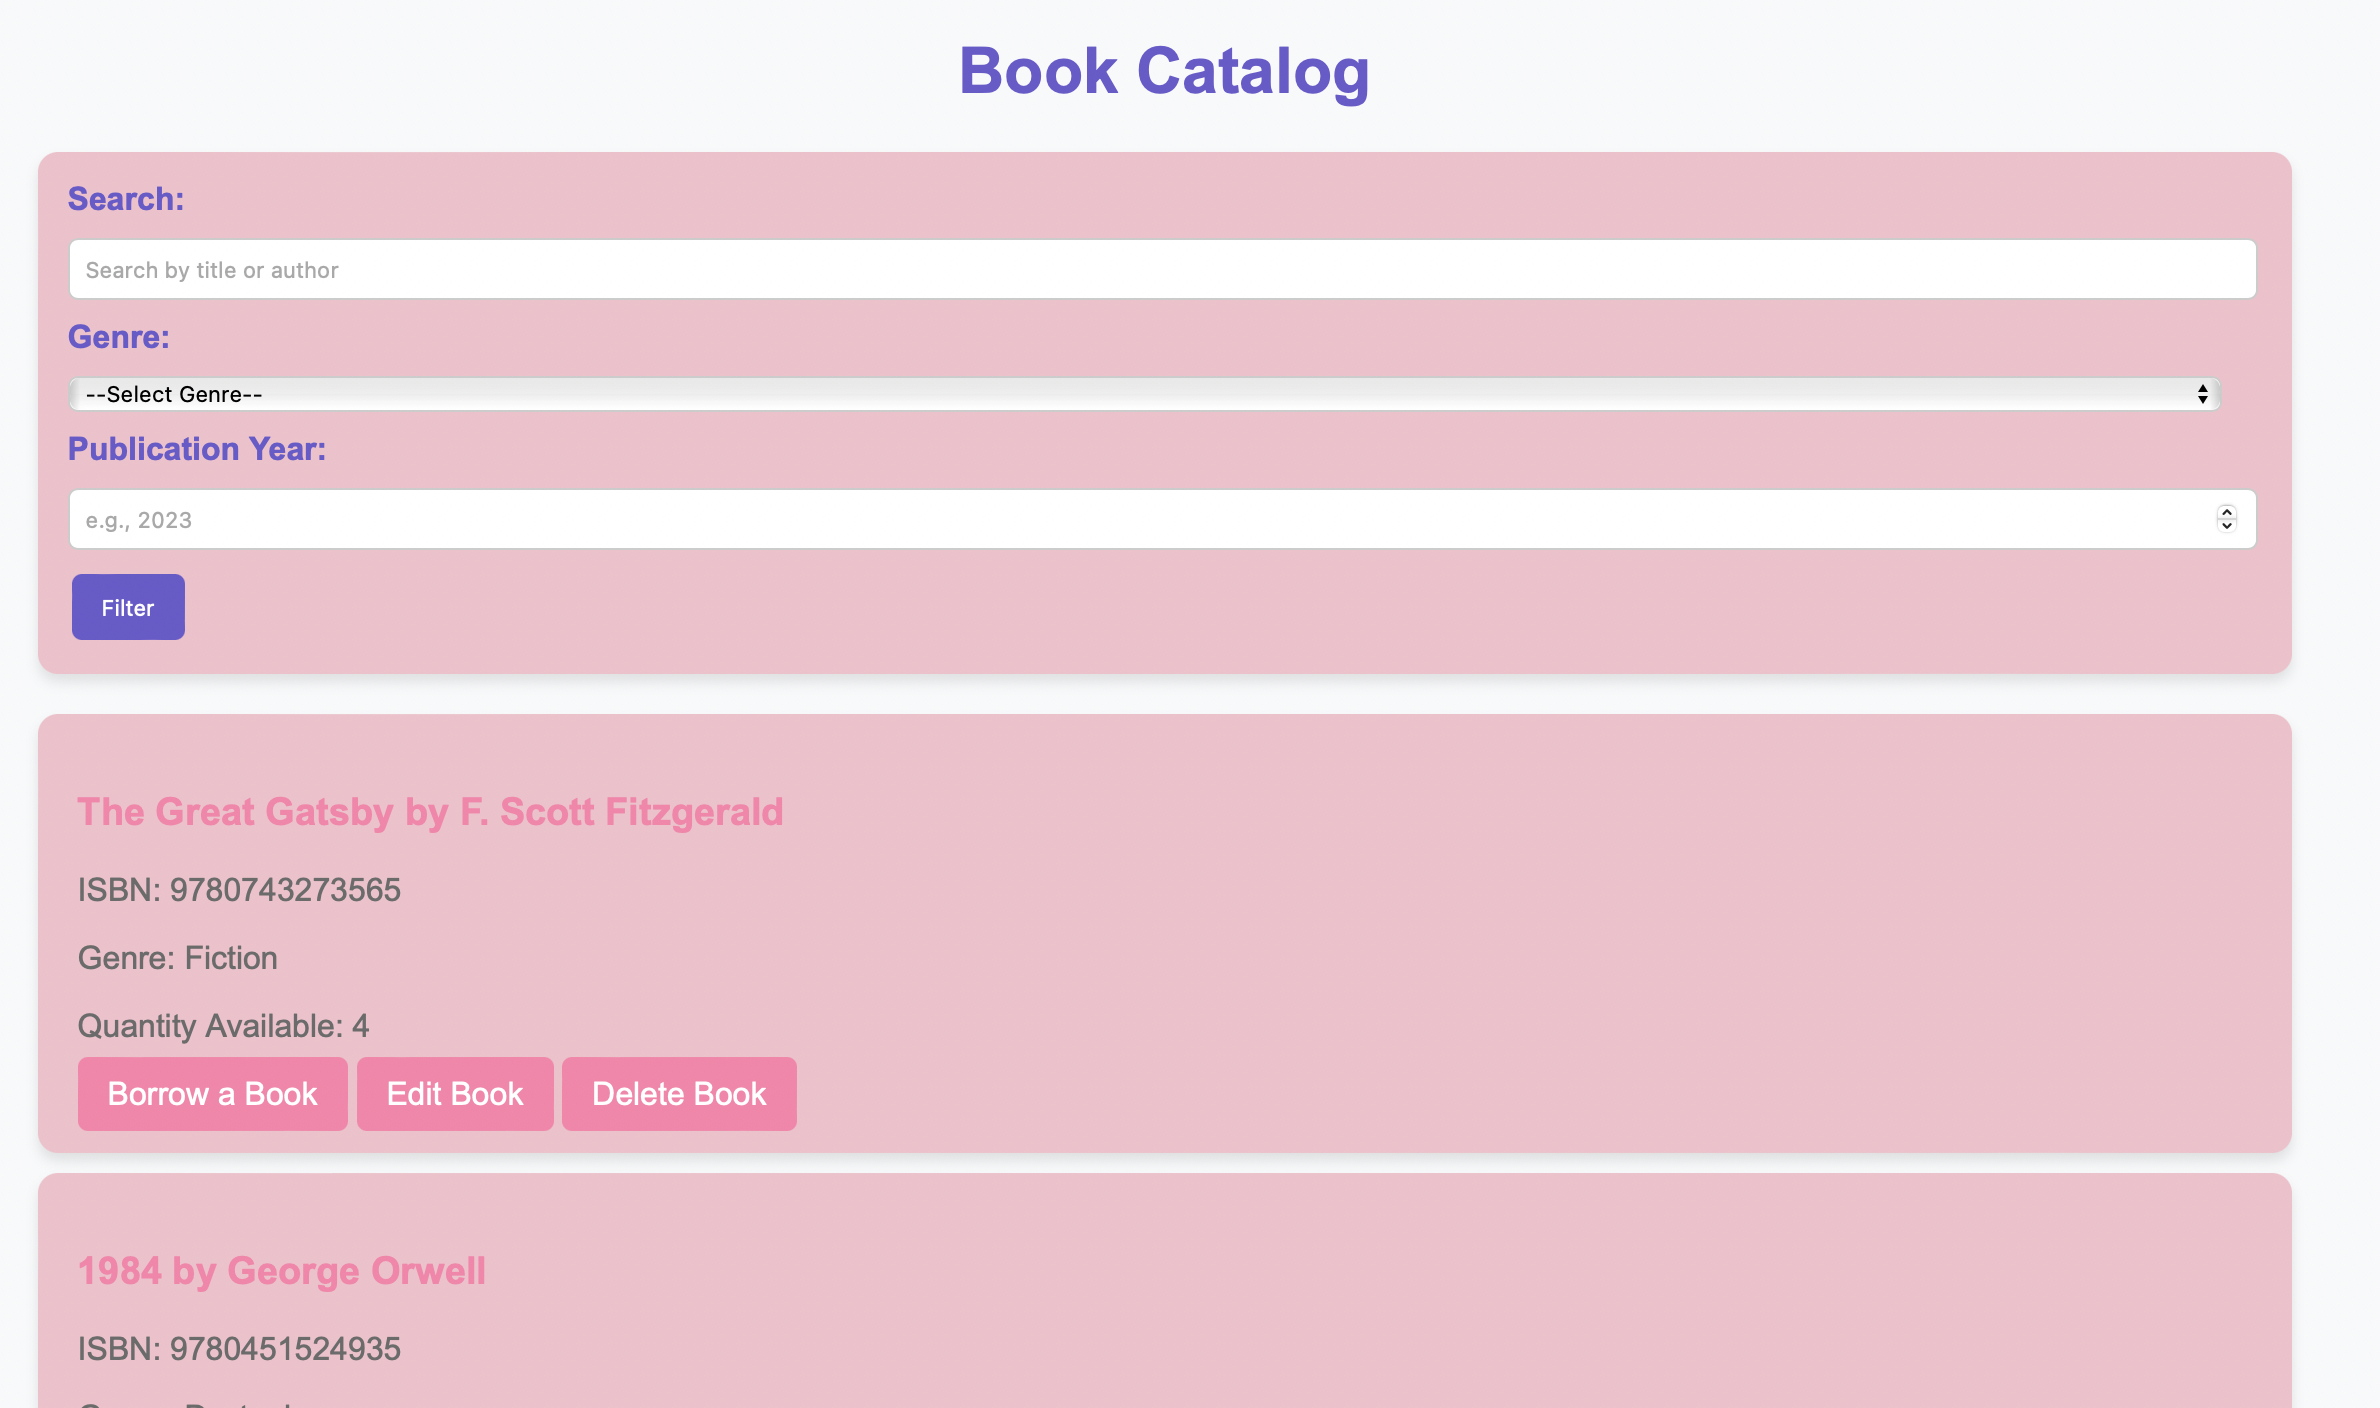 Book Catalog
Search:
Search by title or author
Genre:
--Select Genre--
Publication Year:
e.g., 2023
Filter
The Great Gatsby by F. Scott Fitzgerald
ISBN: 9780743273565
Genre: Fiction
Quantity Available: 4
Borrow a Book Edit Book Delete Book
1984 by George Orwell
ISBN: 9780451524935